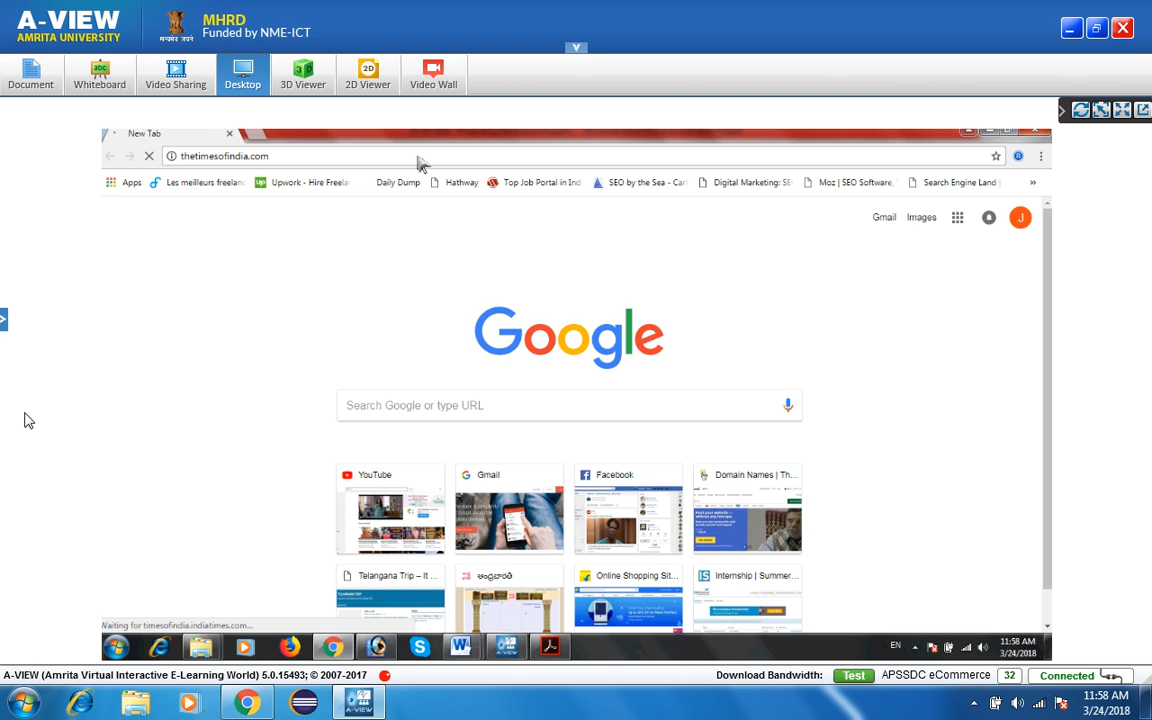 A-VIEW
AMRITA UNIVERSITY
MHRD
Funded by NME-ICT
Document
Whiteboard
Video Sharing
Desktop
3D Viewer
2D Viewer
Video Wall
New Tab
thetimesofindia.com
Apps
Les meilleurs freelan
Upwork - Hire Freela
Daily Dump
Hathway
Top Job Portal in Ind
SEO by the Sea - Car
Digital Marketing: SE
Moz | SEO Software,
Search Engine Land |
»
Gmail
Images
J
Google
Search Google or type URL
YouTube
Gmail
Facebook
Domain Names | Th...
Telangana Trip – It ...
ఆంధ్రభారతి
Online Shopping Sit...
Internship | Summer...
Waiting for timesofindia.indiatimes.com...
EN
11:58 AM
3/24/2018
A-VIEW (Amrita Virtual Interactive E-Learning World) 5.0.15493; © 2007-2017
Download Bandwidth:
Test
APSSDC eCommerce
32
Connected
11:58 AM
3/24/2018